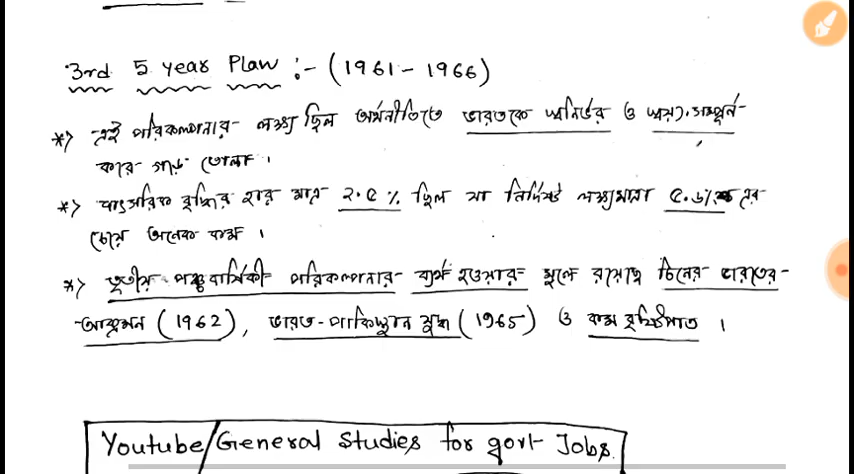 3rd 5 year Plan :- (1961 - 1966)
*> এই পরিকল্পনার লক্ষ্য ছিল অর্থনীতিতে ভারতকে স্বনির্ভর ও স্বয়ং সম্পূর্ন
করে গড়ে তোলা ।
*> বাৎসরিক বৃদ্ধির হার মাত্র ২.৫% ছিল যা নির্দিষ্ট লক্ষ্যমাত্রা ৫.৬% এর
চেয়ে অনেক কম ।
*> তৃতীয় পঞ্চবার্ষিকী পরিকল্পনার ব্যর্থ হওয়ার মূলে রয়েছে চিনের ভারতের
আক্রমন (1962), ভারত-পাকিস্তান যুদ্ধ (1965) ও কম বৃষ্টিপাত ।
Youtube/General Studies for govt Jobs.